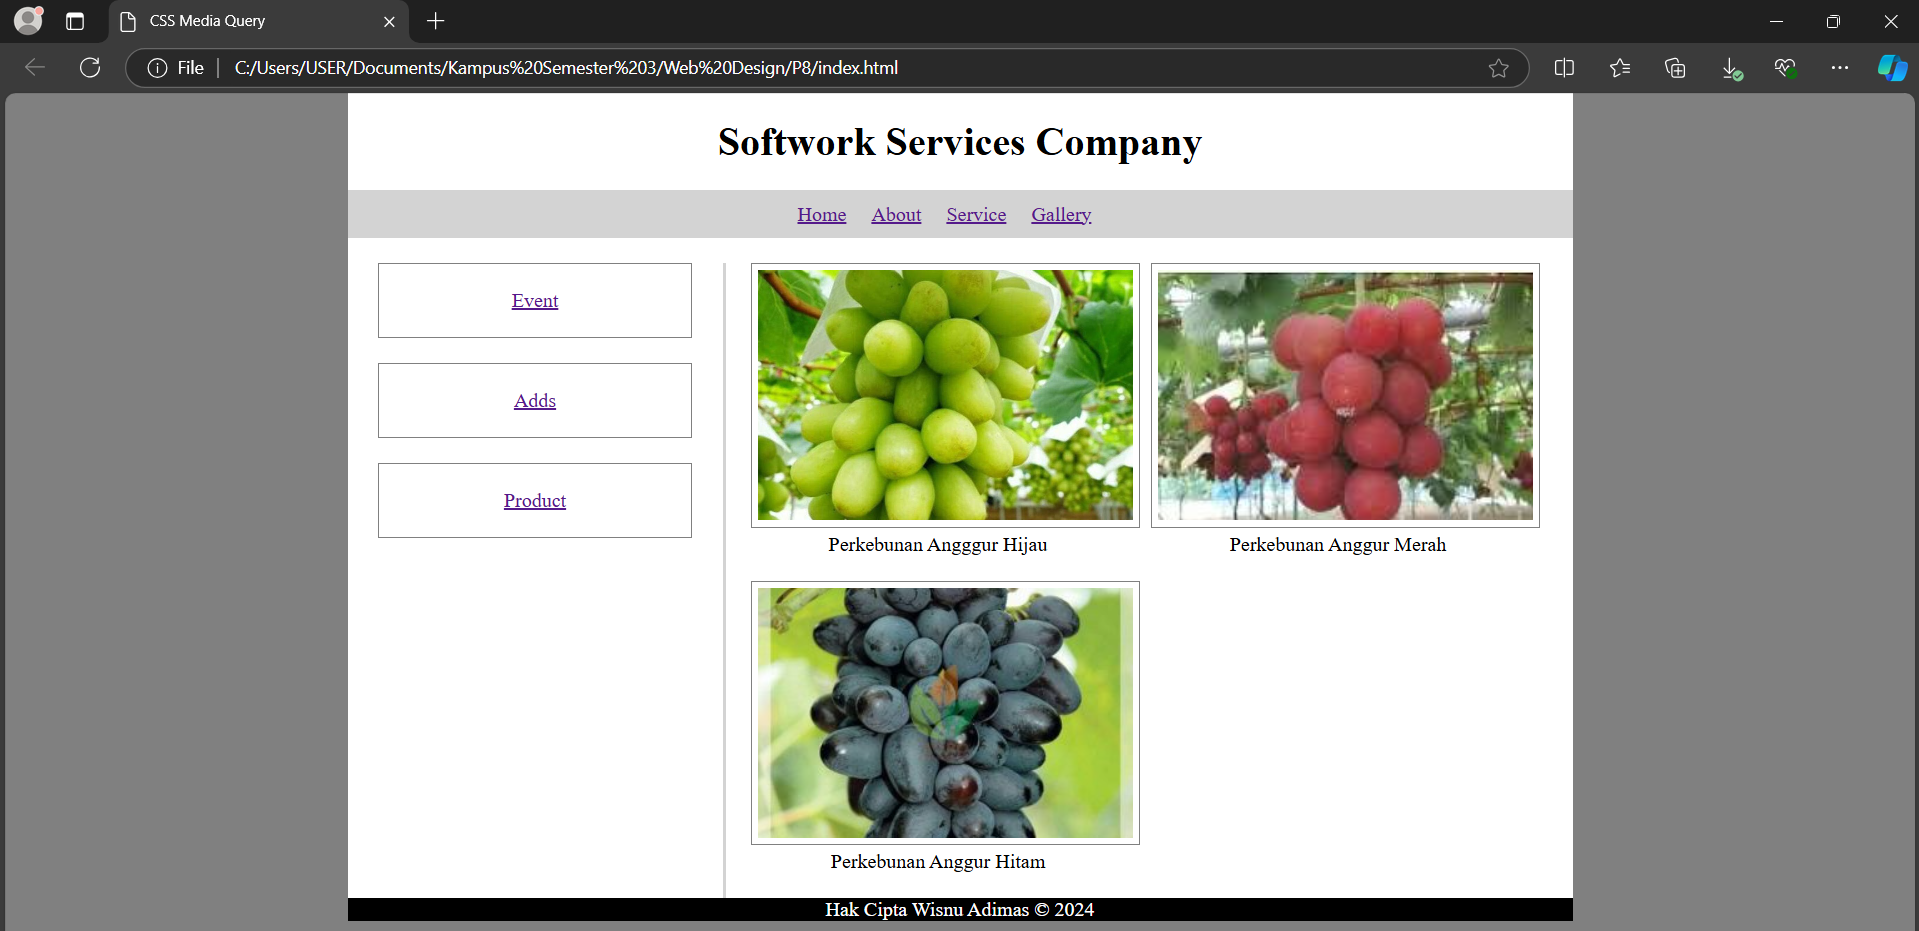 CSS Media Query
File
C:/Users/USER/Documents/Kampus%20Semester%203/Web%20Design/P8/index.html
Softwork Services Company
Home About Service Gallery
Event
Adds
Product
Perkebunan Angggur Hijau
Perkebunan Anggur Merah
Perkebunan Anggur Hitam
Hak Cipta Wisnu Adimas © 2024